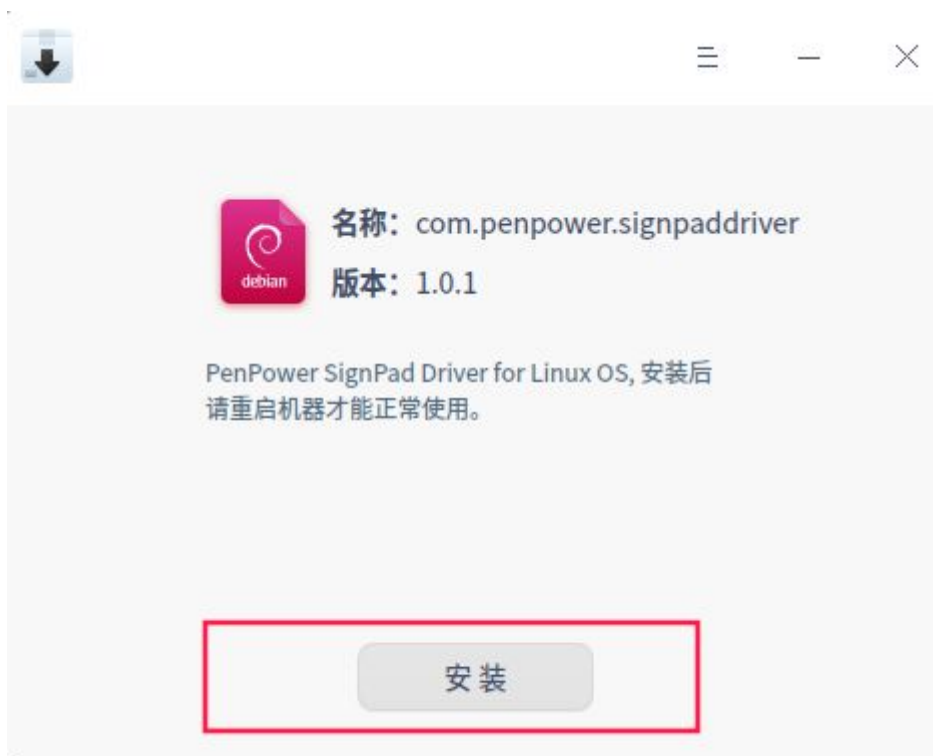 名称：com.penpower.signpaddriver
debian
版本：1.0.1
PenPower SignPad Driver for Linux OS, 安装后
请重启机器才能正常使用。
安 装